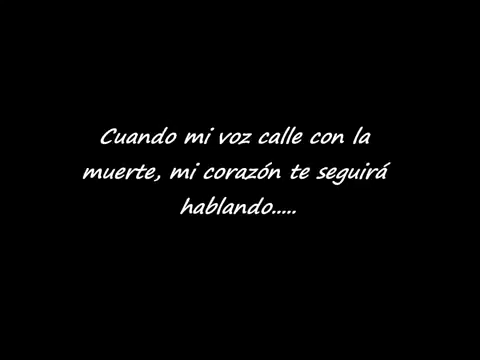 Cuando mi voz calle con la
muerte, mi corazón te seguirá
hablando.....